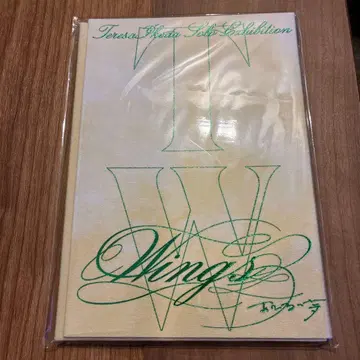 Teresa Ikeda Solo Exhibition
T
W
Wings